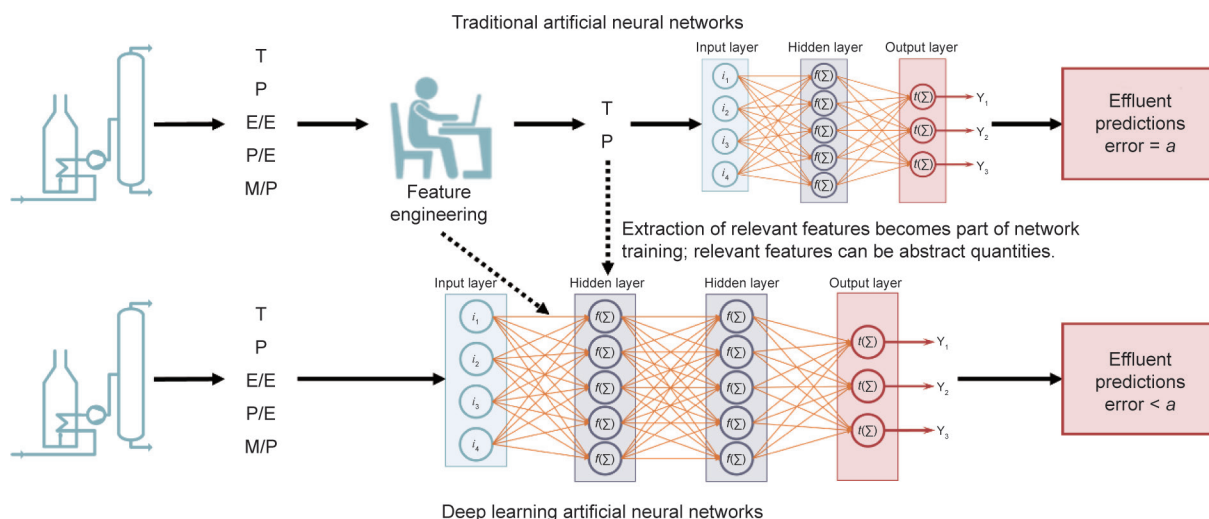 Traditional artificial neural networks
T
P
E/E
P/E
M/P
Feature
engineering
T
P
Input layer
Hidden layer
Output layer
i1
i2
i3
i4
f(Σ)
f(Σ)
f(Σ)
f(Σ)
f(Σ)
t(Σ)
t(Σ)
t(Σ)
Y1
Y2
Y3
Effluent
predictions
error = a
Extraction of relevant features becomes part of network
training; relevant features can be abstract quantities.
T
P
E/E
P/E
M/P
Input layer
Hidden layer
Hidden layer
Output layer
i1
i2
i3
i4
f(Σ)
f(Σ)
f(Σ)
f(Σ)
f(Σ)
f(Σ)
f(Σ)
f(Σ)
f(Σ)
f(Σ)
t(Σ)
t(Σ)
t(Σ)
Y1
Y2
Y3
Effluent
predictions
error < a
Deep learning artificial neural networks